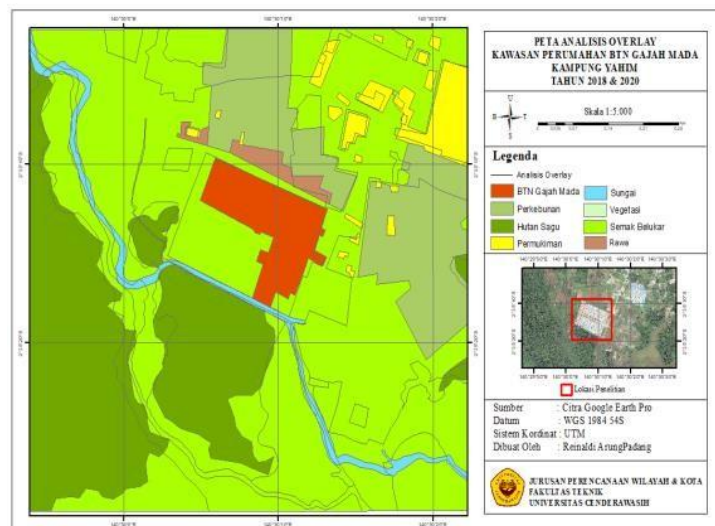 PETA ANALISIS OVERLAY
KAWASAN PERUMAHAN BTN GAJAH MADA
KAMPUNG YAHIM
TAHUN 2018 & 2020
U
B T
S
Skala 1:5.000
Legenda
Analisis Overlay
BTN Gajah Mada
Perkebunan
Hutan Sagu
Permukiman
Sungai
Vegetasi
Semak Belukar
Rawa
Lokasi Penelitian
Sumber : Citra Google Earth Pro
Datum : WGS 1984 54S
Sistem Kordinat : UTM
Dibuat Oleh : Reinaldi ArungPadang
JURUSAN PERENCANAAN WILAYAH & KOTA
FAKULTAS TEKNIK
UNIVERSITAS CENDERAWASIH